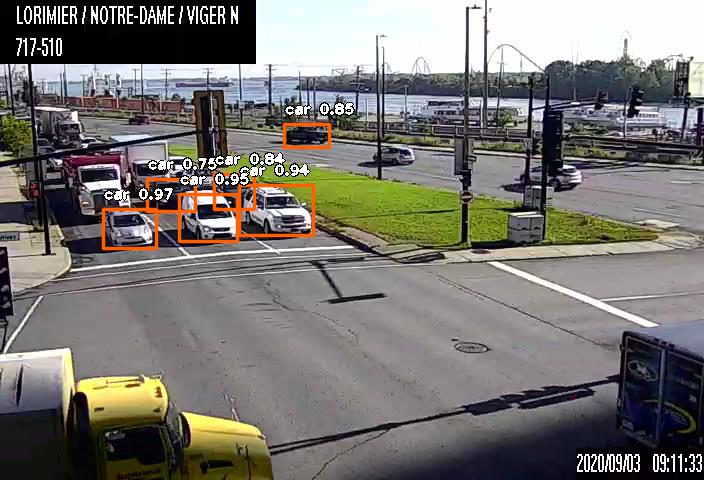 LORIMIER / NOTRE-DAME / VIGER N
717-510
car 0.85
car 0.75
car 0.84
car 0.95
car 0.94
car 0.97
2020/09/03 09:11:33